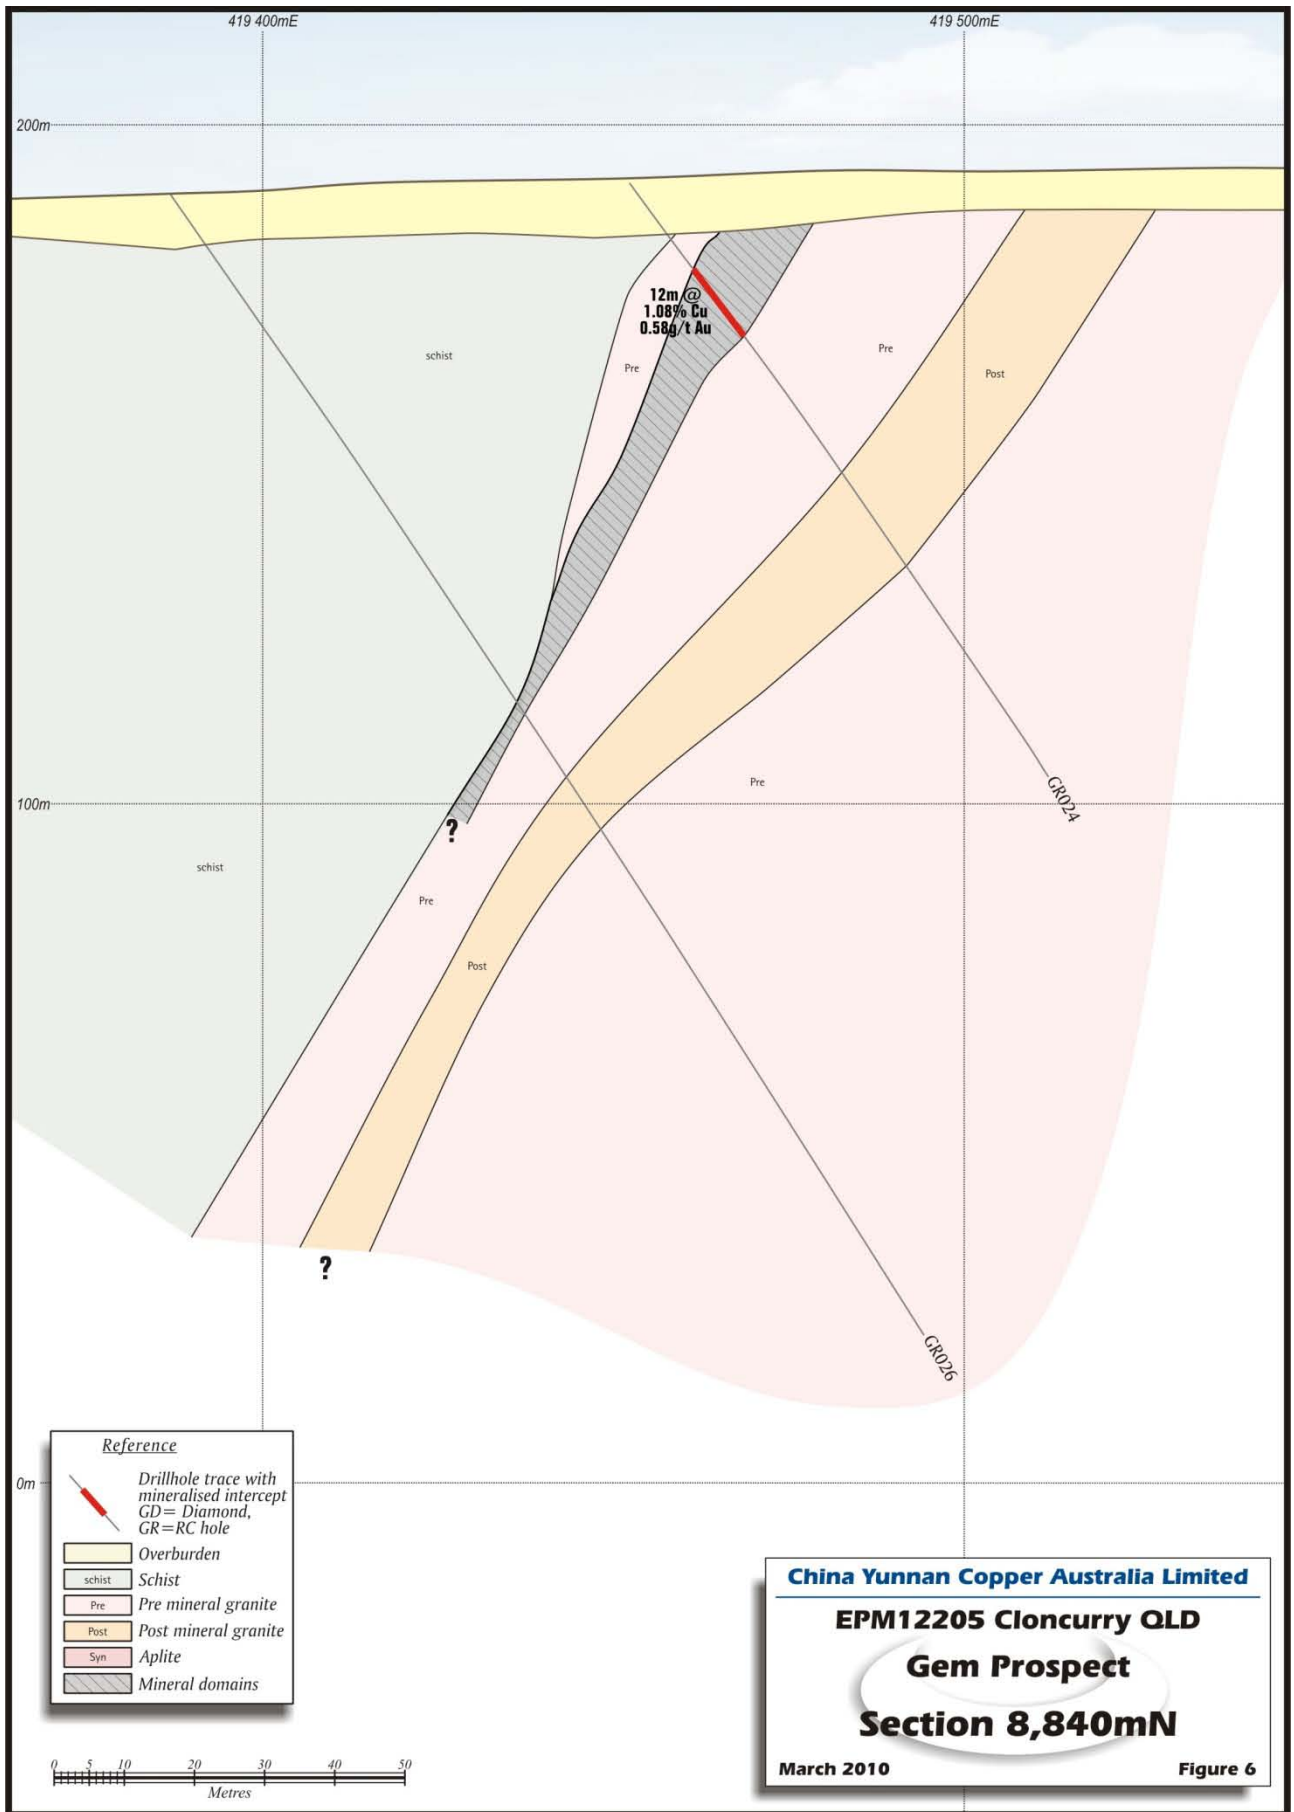 419 400mE
419 500mE
200m
12m @
1.08% Cu
0.58g/t Au
schist
Pre
Pre
Post
100m
Pre
GR024
?
schist
Pre
Post
?
GR026
0m
Reference
Drillhole trace with
mineralised intercept
GD= Diamond,
GR=RC hole
Overburden
schist Schist
Pre Pre mineral granite
Post Post mineral granite
Syn Aplite
Mineral domains
0 5 10 20 30 40 50
Metres
China Yunnan Copper Australia Limited
EPM12205 Cloncurry QLD
Gem Prospect
Section 8,840mN
March 2010 Figure 6